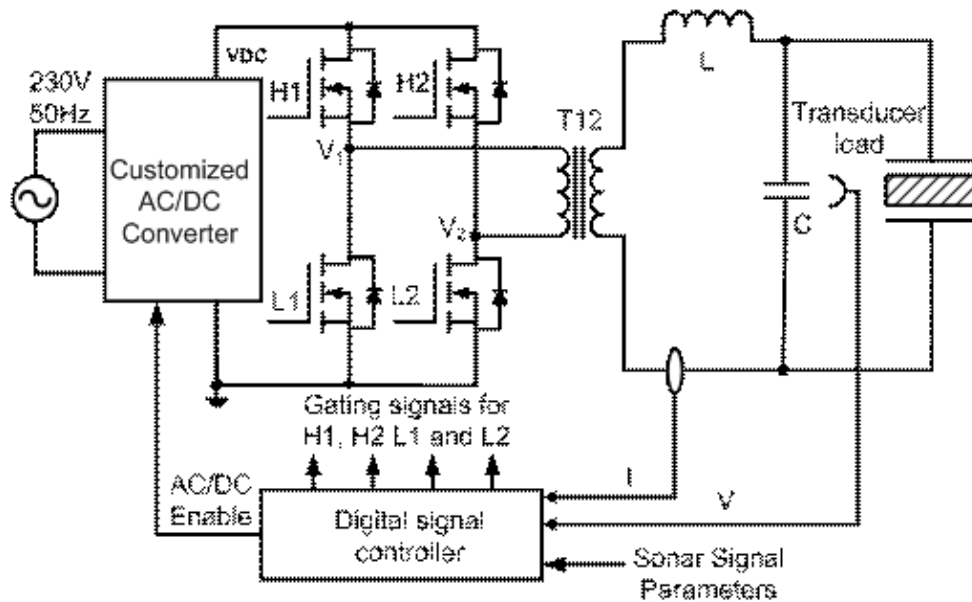 VDC
230V
50Hz
H1
H2
T12
L
Transducer
load
Customized
AC/DC
Converter
V1
V2
C
L1
L2
Gating signals for
H1, H2 L1 and L2
AC/DC
Enable
I
V
Digital signal
controller
Sonar Signal
Parameters